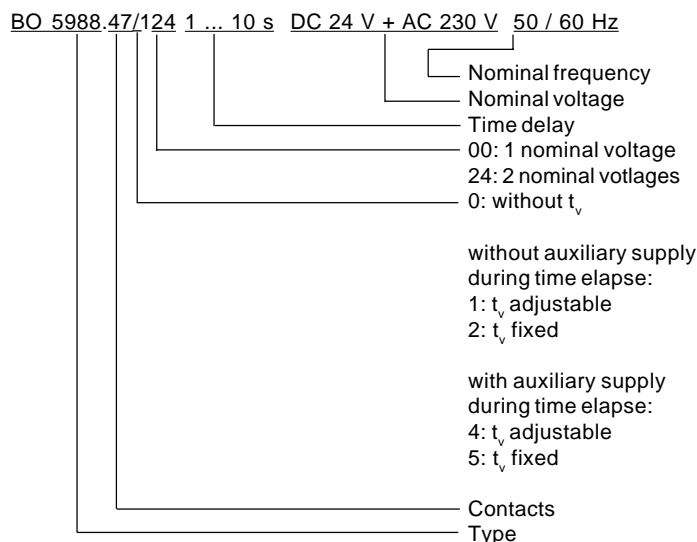 BO 5988.47/124 1 ... 10 s DC 24 V + AC 230 V 50 / 60 Hz
Nominal frequency
Nominal voltage
Time delay
00: 1 nominal voltage
24: 2 nominal votlages
0: without tv
without auxiliary supply
during time elapse:
1: tv adjustable
2: tv fixed
with auxiliary supply
during time elapse:
4: tv adjustable
5: tv fixed
Contacts
Type